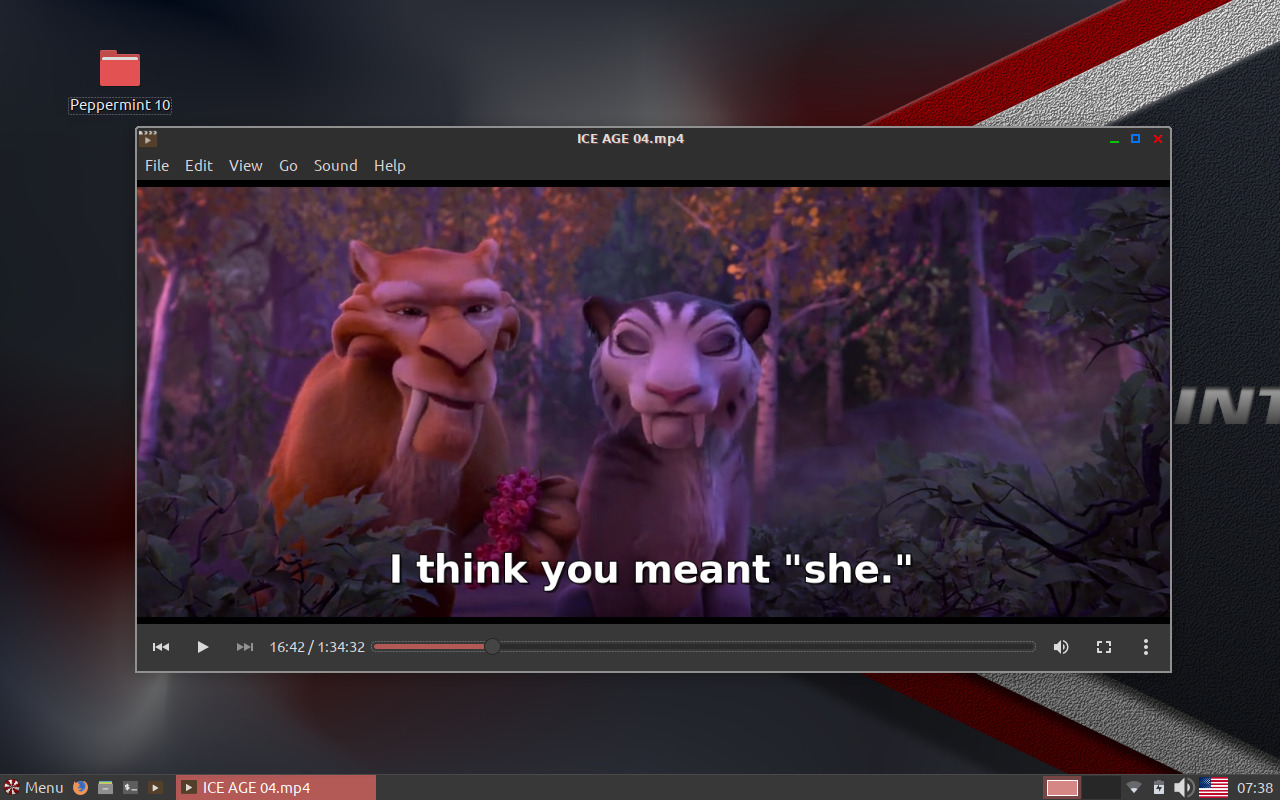 Peppermint 10
ICE AGE 04.mp4
File Edit View Go Sound Help
INT
I think you meant "she."
16:42 / 1:34:32
Menu
ICE AGE 04.mp4
07:38